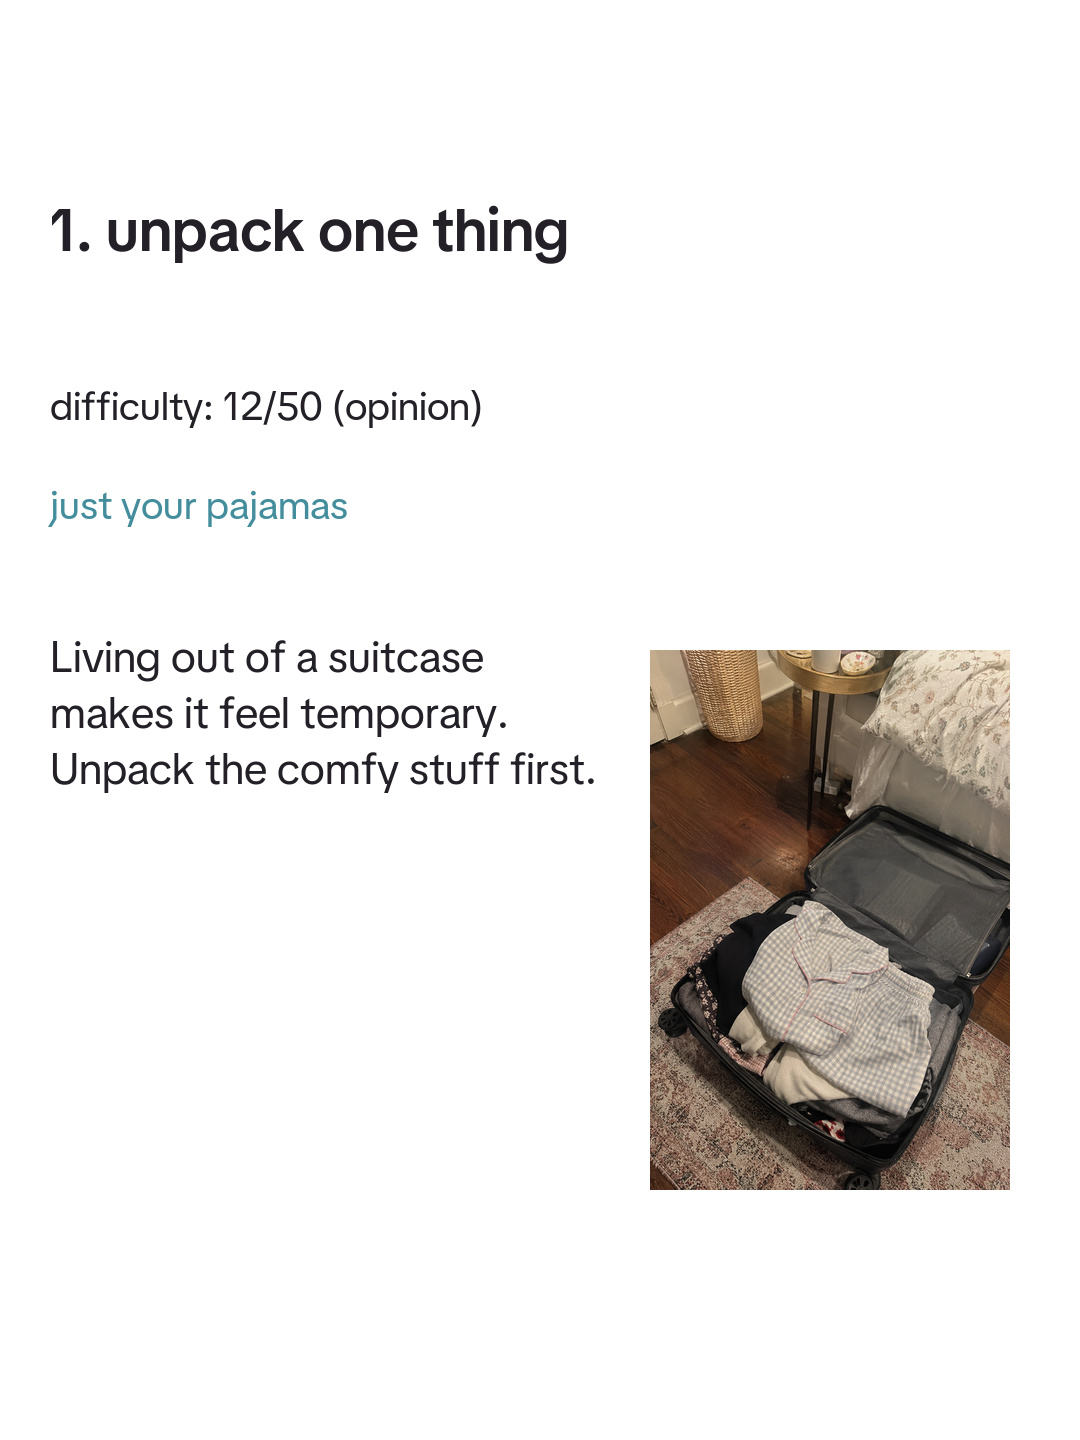 1. unpack one thing
difficulty: 12/50 (opinion)
just your pajamas
Living out of a suitcase
makes it feel temporary.
Unpack the comfy stuff first.